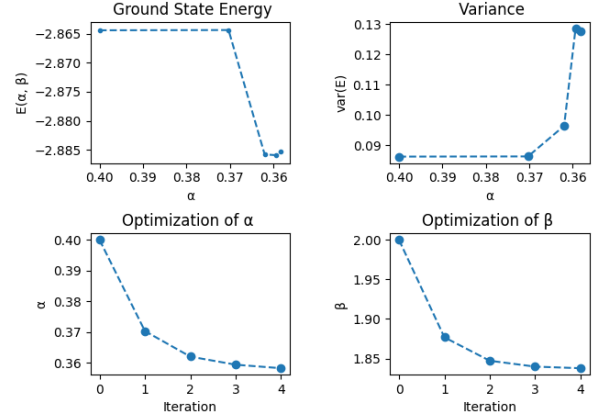 Ground State Energy
E(α, β)
−2.865
−2.870
−2.875
−2.880
−2.885
0.40 0.39 0.38 0.37 0.36
α
Variance
var(E)
0.13
0.12
0.11
0.10
0.09
0.40 0.39 0.38 0.37 0.36
α
Optimization of α
α
0.40
0.39
0.38
0.37
0.36
0 1 2 3 4
Iteration
Optimization of β
β
2.00
1.95
1.90
1.85
0 1 2 3 4
Iteration